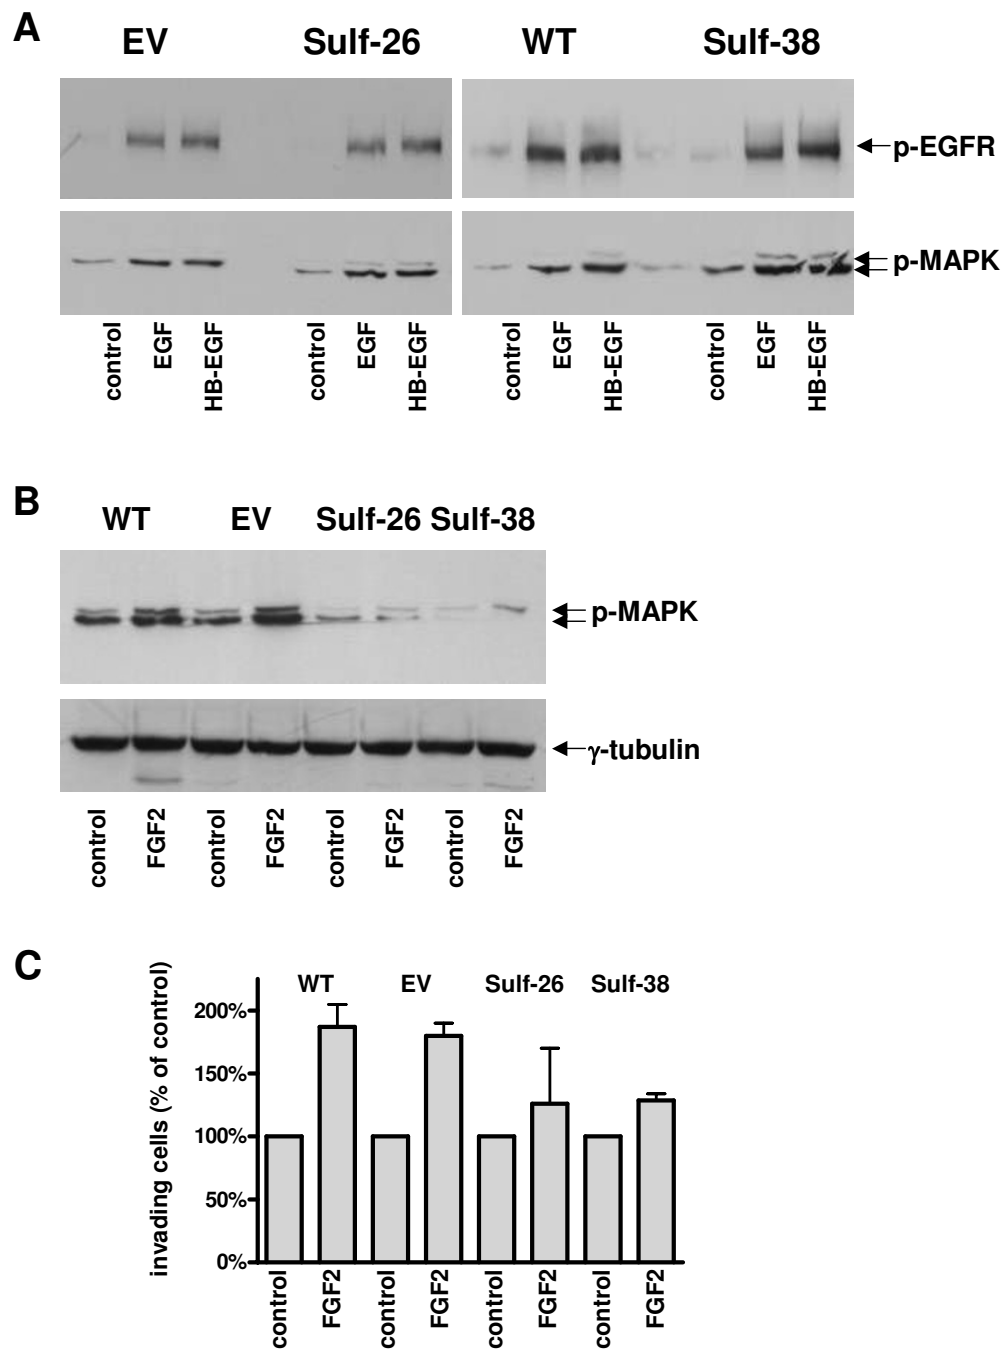 A
EV Sulf-26 WT Sulf-38
p-EGFR
p-MAPK
control EGF HB-EGF control EGF HB-EGF control EGF HB-EGF control EGF HB-EGF
B
WT EV Sulf-26 Sulf-38
p-MAPK
γ-tubulin
control FGF2 control FGF2 control FGF2 control FGF2
C
invading cells (% of control)
WT EV Sulf-26 Sulf-38
200%
150%
100%
50%
0%
control FGF2 control FGF2 control FGF2 control FGF2